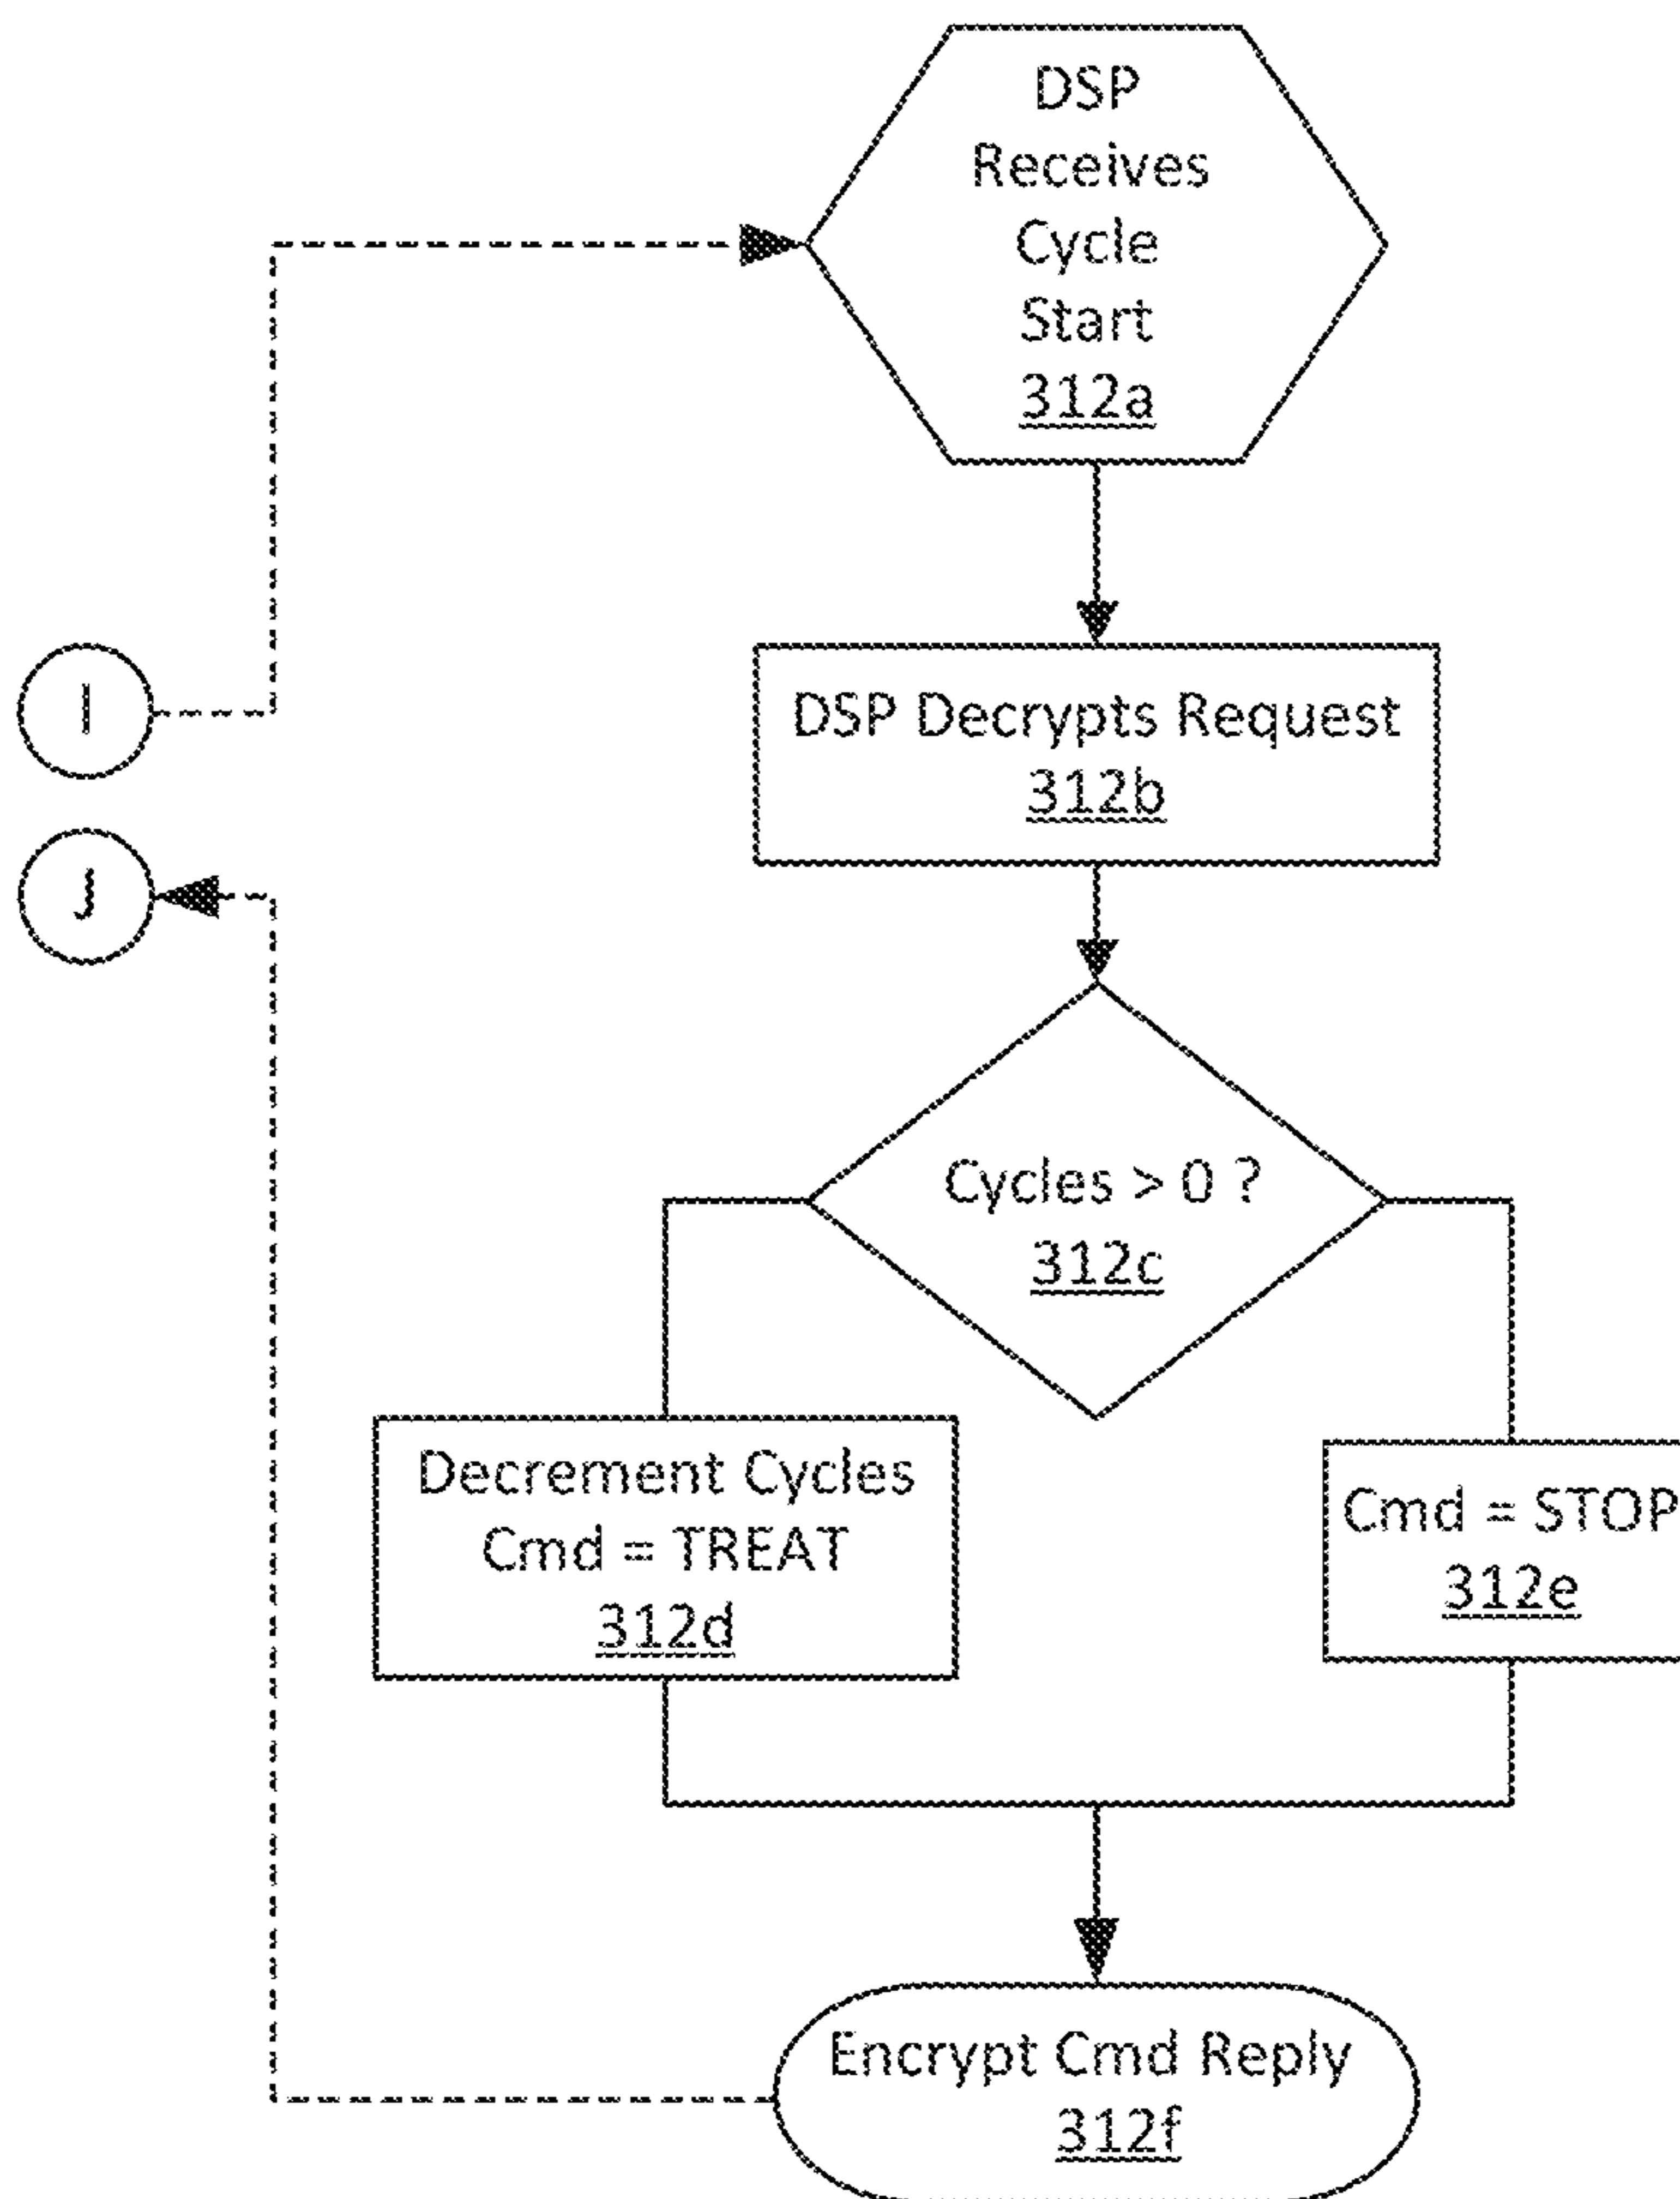 DSP
Receives
Cycle
Start
312a
I
DSP Decrypts Request
312b
J
Cycles > 0 ?
312c
Decrement Cycles
Cmd = TREAT
312d
Cmd = STOP
312e
Encrypt Cmd Reply
312f